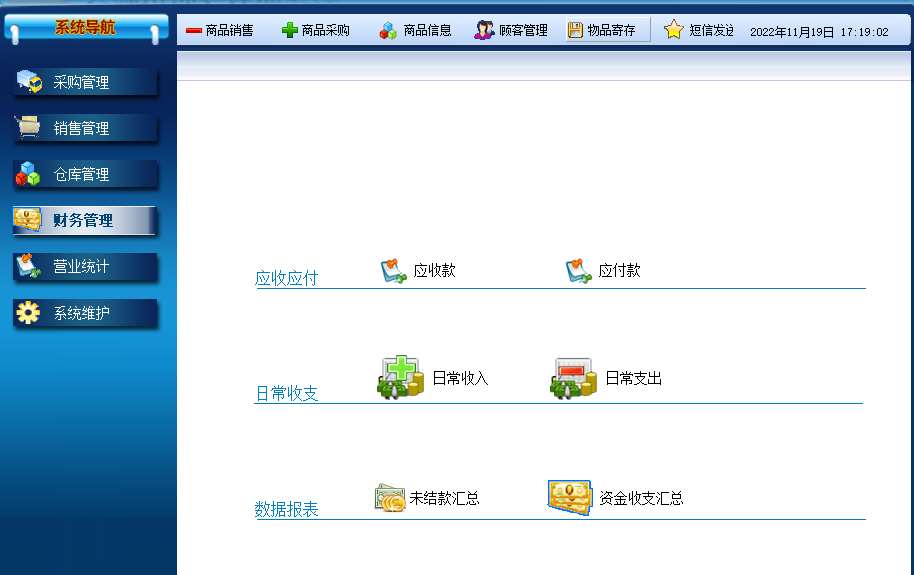 系统导航
商品销售 商品采购 商品信息 顾客管理 物品寄存 短信发送 2022年11月19日 17:19:02
采购管理
销售管理
仓库管理
财务管理
营业统计
系统维护
应收应付 应收款 应付款
日常收支 日常收入 日常支出
数据报表 未结款汇总 资金收支汇总